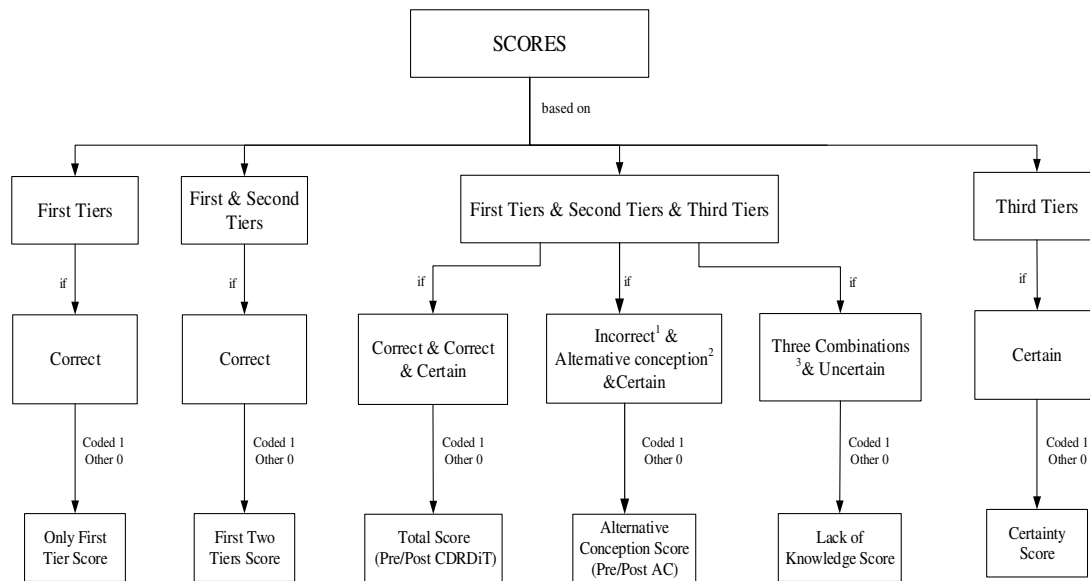 SCORES
based on
First Tiers
First & Second
Tiers
First Tiers & Second Tiers & Third Tiers
Third Tiers
if
if
if
if
if
if
Correct
Correct
Correct & Correct
& Certain
Incorrect¹ &
Alternative conception²
&Certain
Three Combinations
³& Uncertain
Certain
Coded 1
Other 0
Coded 1
Other 0
Coded 1
Other 0
Coded 1
Other 0
Coded 1
Other 0
Coded 1
Other 0
Only First
Tier Score
First Two
Tiers Score
Total Score
(Pre/Post CDRDiT)
Alternative
Conception Score
(Pre/Post AC)
Lack of
Knowledge Score
Certainty
Score